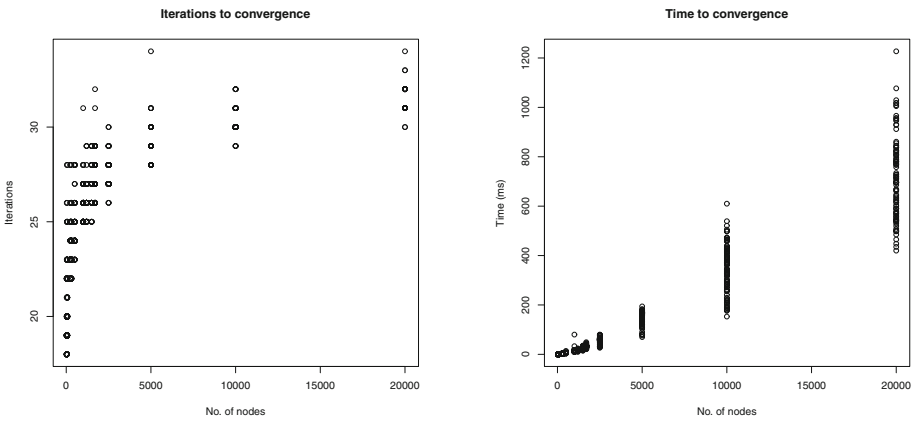 Iterations to convergence
Iterations
30
25
20
0 5000 10000 15000 20000
No. of nodes
Time to convergence
Time (ms)
1200
1000
800
600
400
200
0
0 5000 10000 15000 20000
No. of nodes